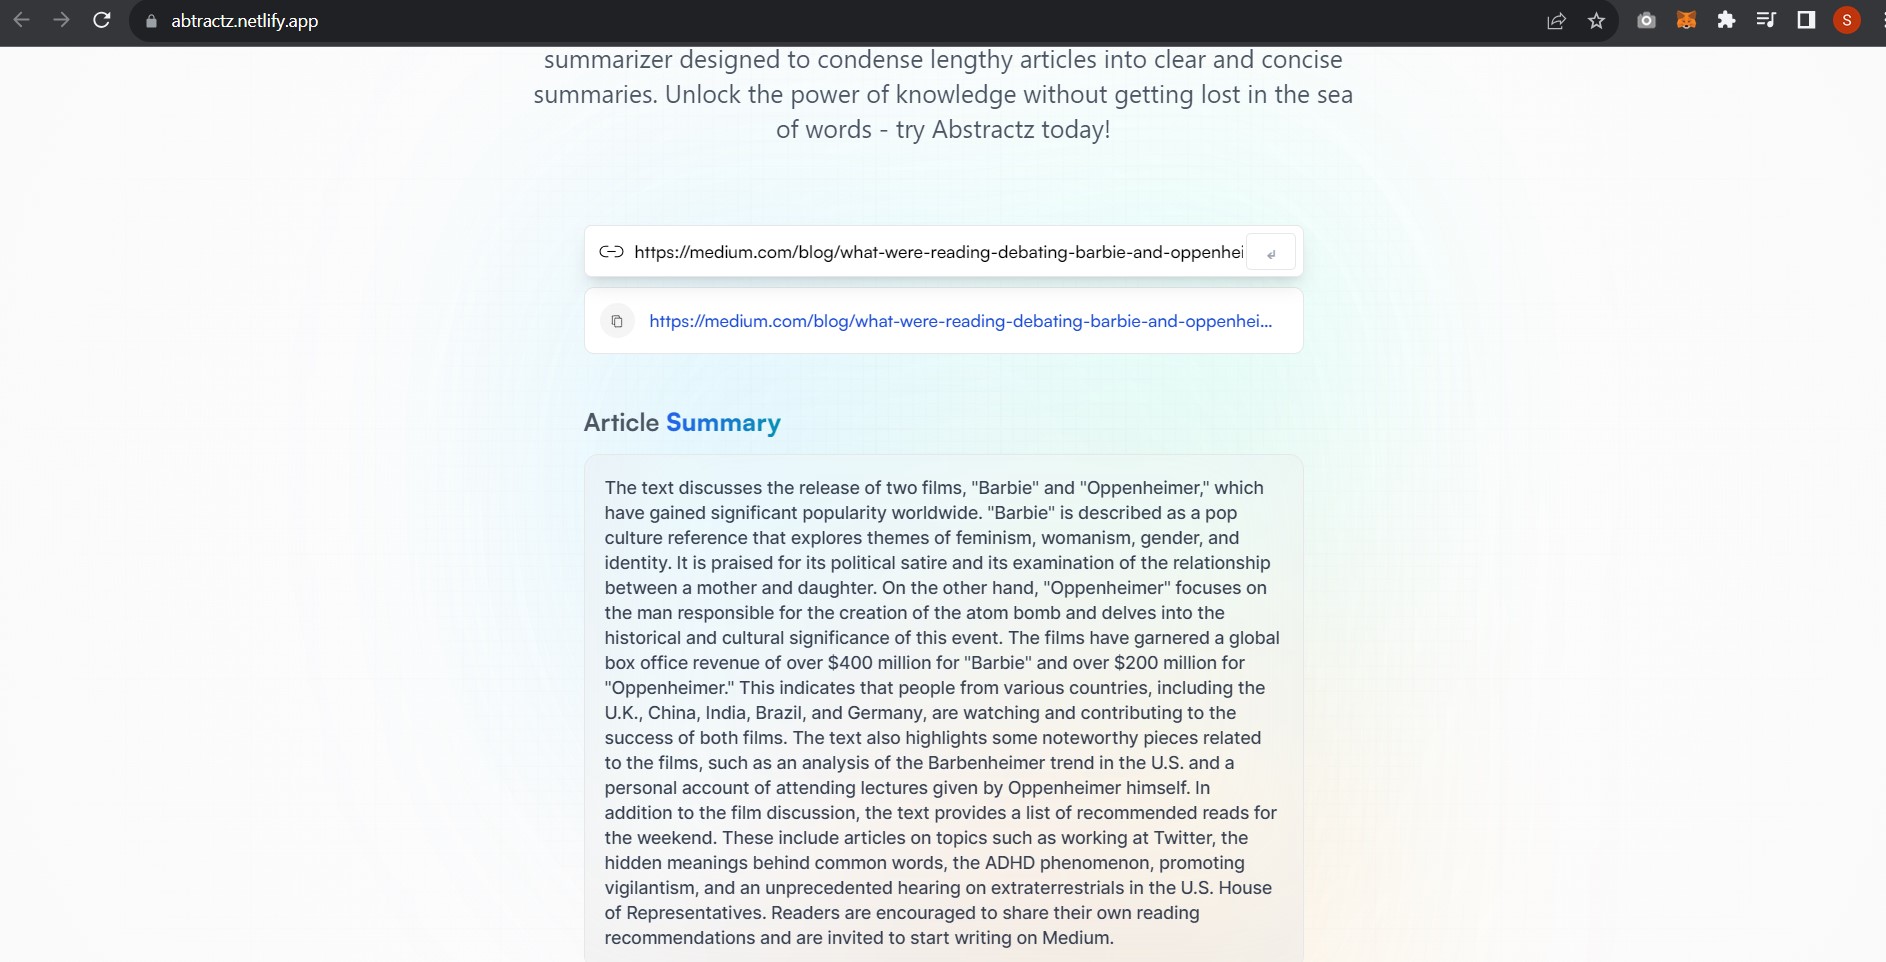 abtractz.netlify.app
S
summarizer designed to condense lengthy articles into clear and concise
summaries. Unlock the power of knowledge without getting lost in the sea
of words - try Abstractz today!
https://medium.com/blog/what-were-reading-debating-barbie-and-oppenhei
https://medium.com/blog/what-were-reading-debating-barbie-and-oppenhei...
Article Summary
The text discusses the release of two films, "Barbie" and "Oppenheimer," which
have gained significant popularity worldwide. "Barbie" is described as a pop
culture reference that explores themes of feminism, womanism, gender, and
identity. It is praised for its political satire and its examination of the relationship
between a mother and daughter. On the other hand, "Oppenheimer" focuses on
the man responsible for the creation of the atom bomb and delves into the
historical and cultural significance of this event. The films have garnered a global
box office revenue of over $400 million for "Barbie" and over $200 million for
"Oppenheimer." This indicates that people from various countries, including the
U.K., China, India, Brazil, and Germany, are watching and contributing to the
success of both films. The text also highlights some noteworthy pieces related
to the films, such as an analysis of the Barbenheimer trend in the U.S. and a
personal account of attending lectures given by Oppenheimer himself. In
addition to the film discussion, the text provides a list of recommended reads for
the weekend. These include articles on topics such as working at Twitter, the
hidden meanings behind common words, the ADHD phenomenon, promoting
vigilantism, and an unprecedented hearing on extraterrestrials in the U.S. House
of Representatives. Readers are encouraged to share their own reading
recommendations and are invited to start writing on Medium.